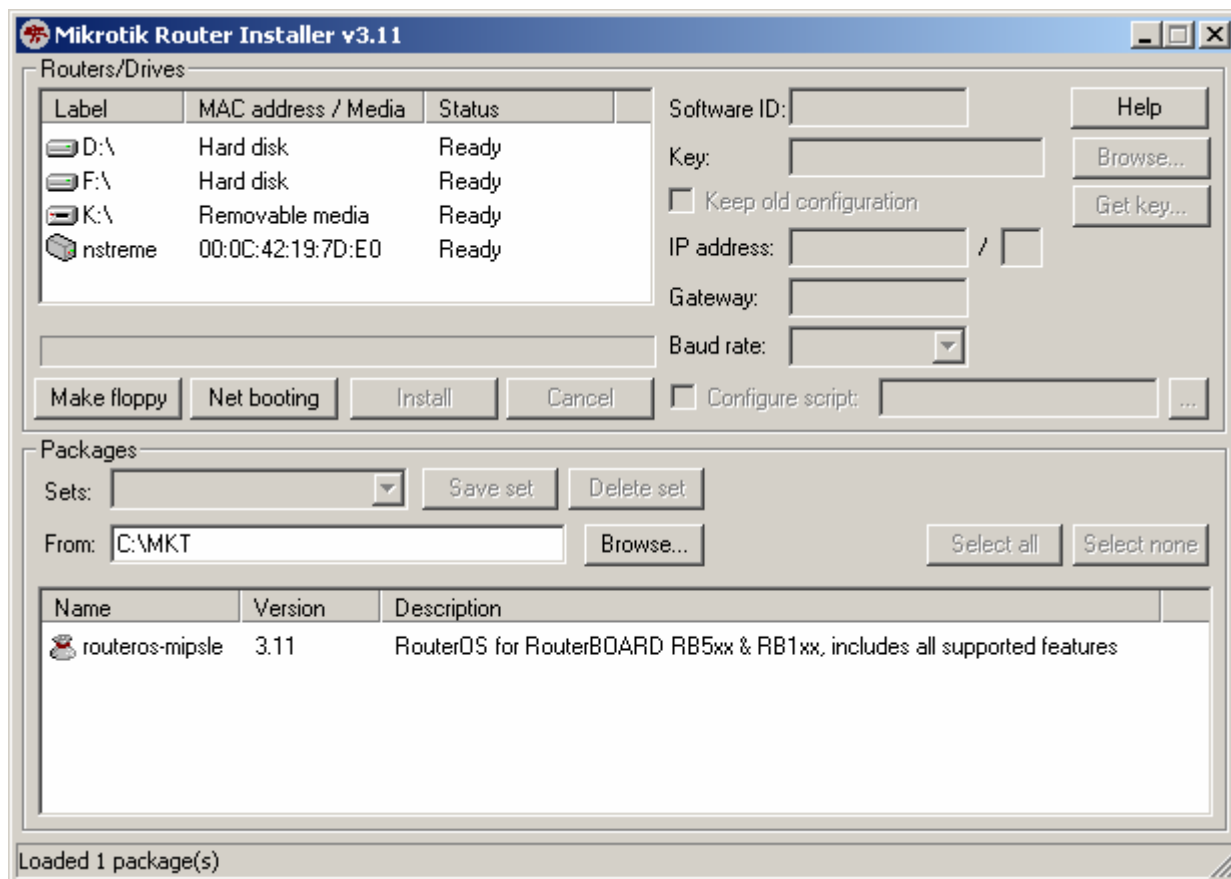 Mikrotik Router Installer v3.11
Routers/Drives
Label MAC address / Media Status
D:\ Hard disk Ready
F:\ Hard disk Ready
K:\ Removable media Ready
nstreme 00:0C:42:19:7D:E0 Ready
Software ID: Help
Key: Browse...
Keep old configuration Get key...
IP address: /
Gateway:
Baud rate:
Make floppy Net booting Install Cancel Configure script: ...
Packages
Sets: Save set Delete set
From: C:\MKT Browse... Select all Select none
Name Version Description
routeros-mipsle 3.11 RouterOS for RouterBOARD RB5xx & RB1xx, includes all supported features
Loaded 1 package(s)